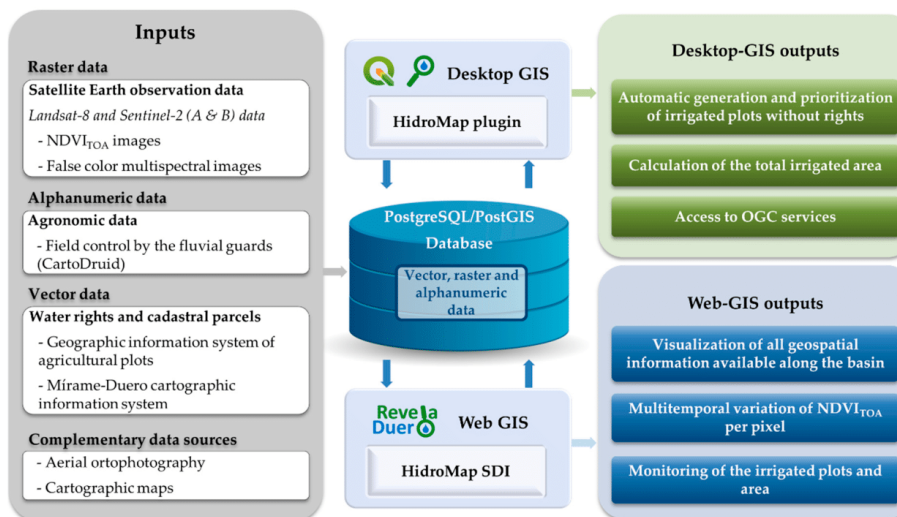 Inputs
Raster data
Satellite Earth observation data
Landsat-8 and Sentinel-2 (A & B) data
- NDVITOA images
- False color multispectral images
Alphanumeric data
Agronomic data
- Field control by the fluvial guards
(CartoDruid)
Vector data
Water rights and cadastral parcels
- Geographic information system of
agricultural plots
- Mírame-Duero cartographic
information system
Complementary data sources
- Aerial ortophotography
- Cartographic maps
Desktop GIS
HidroMap plugin
PostgreSQL/PostGIS
Database
Vector, raster and
alphanumeric
data
Revela
Duero
Web GIS
HidroMap SDI
Desktop-GIS outputs
Automatic generation and prioritization
of irrigated plots without rights
Calculation of the total irrigated area
Access to OGC services
Web-GIS outputs
Visualization of all geospatial
information available along the basin
Multitemporal variation of NDVITOA
per pixel
Monitoring of the irrigated plots and
area